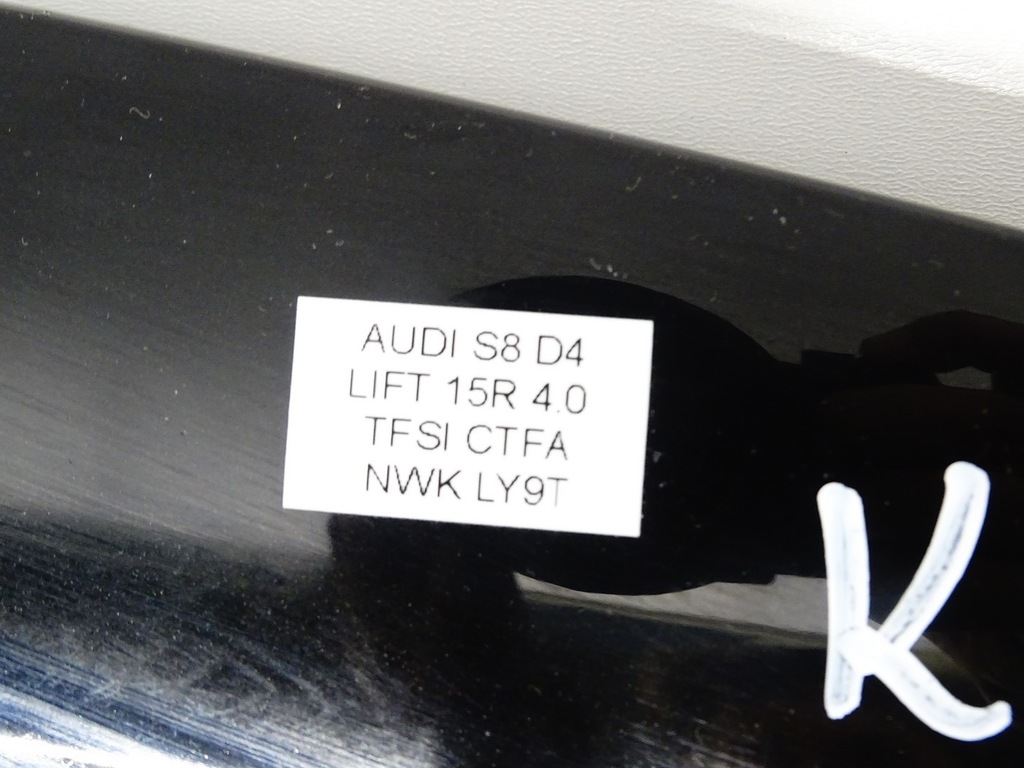 AUDI S8 D4
LIFT 15R 4.0
TFSI CTFA
NWK LY9T
K